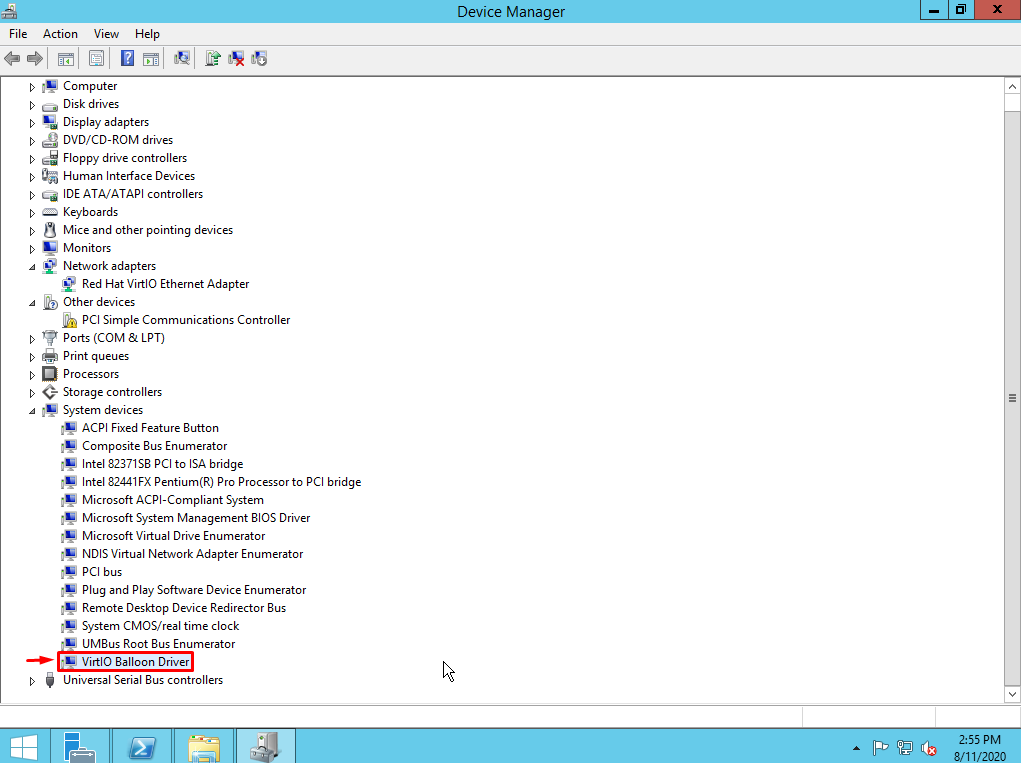 Device Manager
File Action View Help
Computer
Disk drives
Display adapters
DVD/CD-ROM drives
Floppy drive controllers
Human Interface Devices
IDE ATA/ATAPI controllers
Keyboards
Mice and other pointing devices
Monitors
Network adapters
Red Hat VirtIO Ethernet Adapter
Other devices
PCI Simple Communications Controller
Ports (COM & LPT)
Print queues
Processors
Storage controllers
System devices
ACPI Fixed Feature Button
Composite Bus Enumerator
Intel 82371SB PCI to ISA bridge
Intel 82441FX Pentium(R) Pro Processor to PCI bridge
Microsoft ACPI-Compliant System
Microsoft System Management BIOS Driver
Microsoft Virtual Drive Enumerator
NDIS Virtual Network Adapter Enumerator
PCI bus
Plug and Play Software Device Enumerator
Remote Desktop Device Redirector Bus
System CMOS/real time clock
UMBus Root Bus Enumerator
VirtIO Balloon Driver
Universal Serial Bus controllers
2:55 PM
8/11/2020